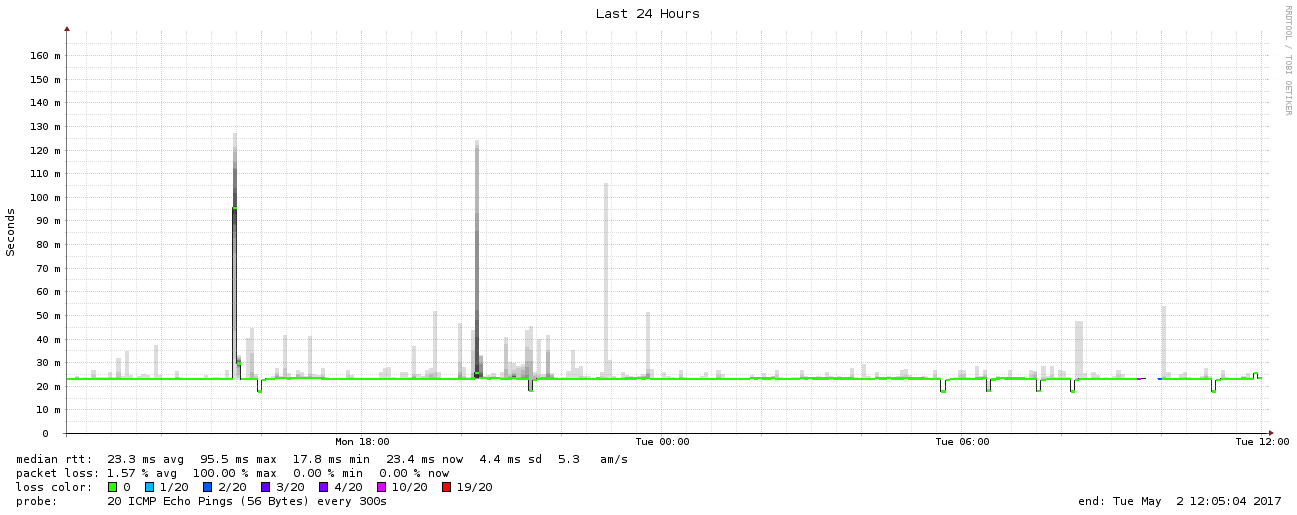 Last 24 Hours
RRDTOOL / TOBI OETIKER
Seconds
160 m
150 m
140 m
130 m
120 m
110 m
100 m
90 m
80 m
70 m
60 m
50 m
40 m
30 m
20 m
10 m
0
Mon 18:00 Tue 00:00 Tue 06:00 Tue 12:00
median rtt: 23.3 ms avg 95.5 ms max 17.8 ms min 23.4 ms now 4.4 ms sd 5.3 am/s
packet loss: 1.57 % avg 100.00 % max 0.00 % min 0.00 % now
loss color: 0 1/20 2/20 3/20 4/20 10/20 19/20
probe: 20 ICMP Echo Pings (56 Bytes) every 300s end: Tue May 2 12:05:04 2017